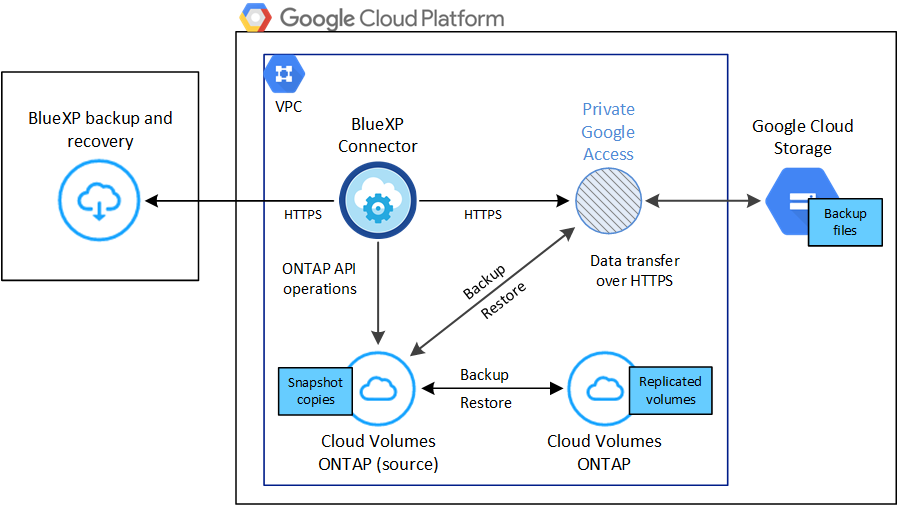 Google Cloud Platform
BlueXP backup and
recovery
VPC
BlueXP
Connector
Private
Google
Access
Google Cloud
Storage
Backup
files
HTTPS
HTTPS
ONTAP API
operations
Backup
Restore
Data transfer
over HTTPS
Snapshot
copies
Backup
Restore
Replicated
volumes
Cloud Volumes
ONTAP (source)
Cloud Volumes
ONTAP